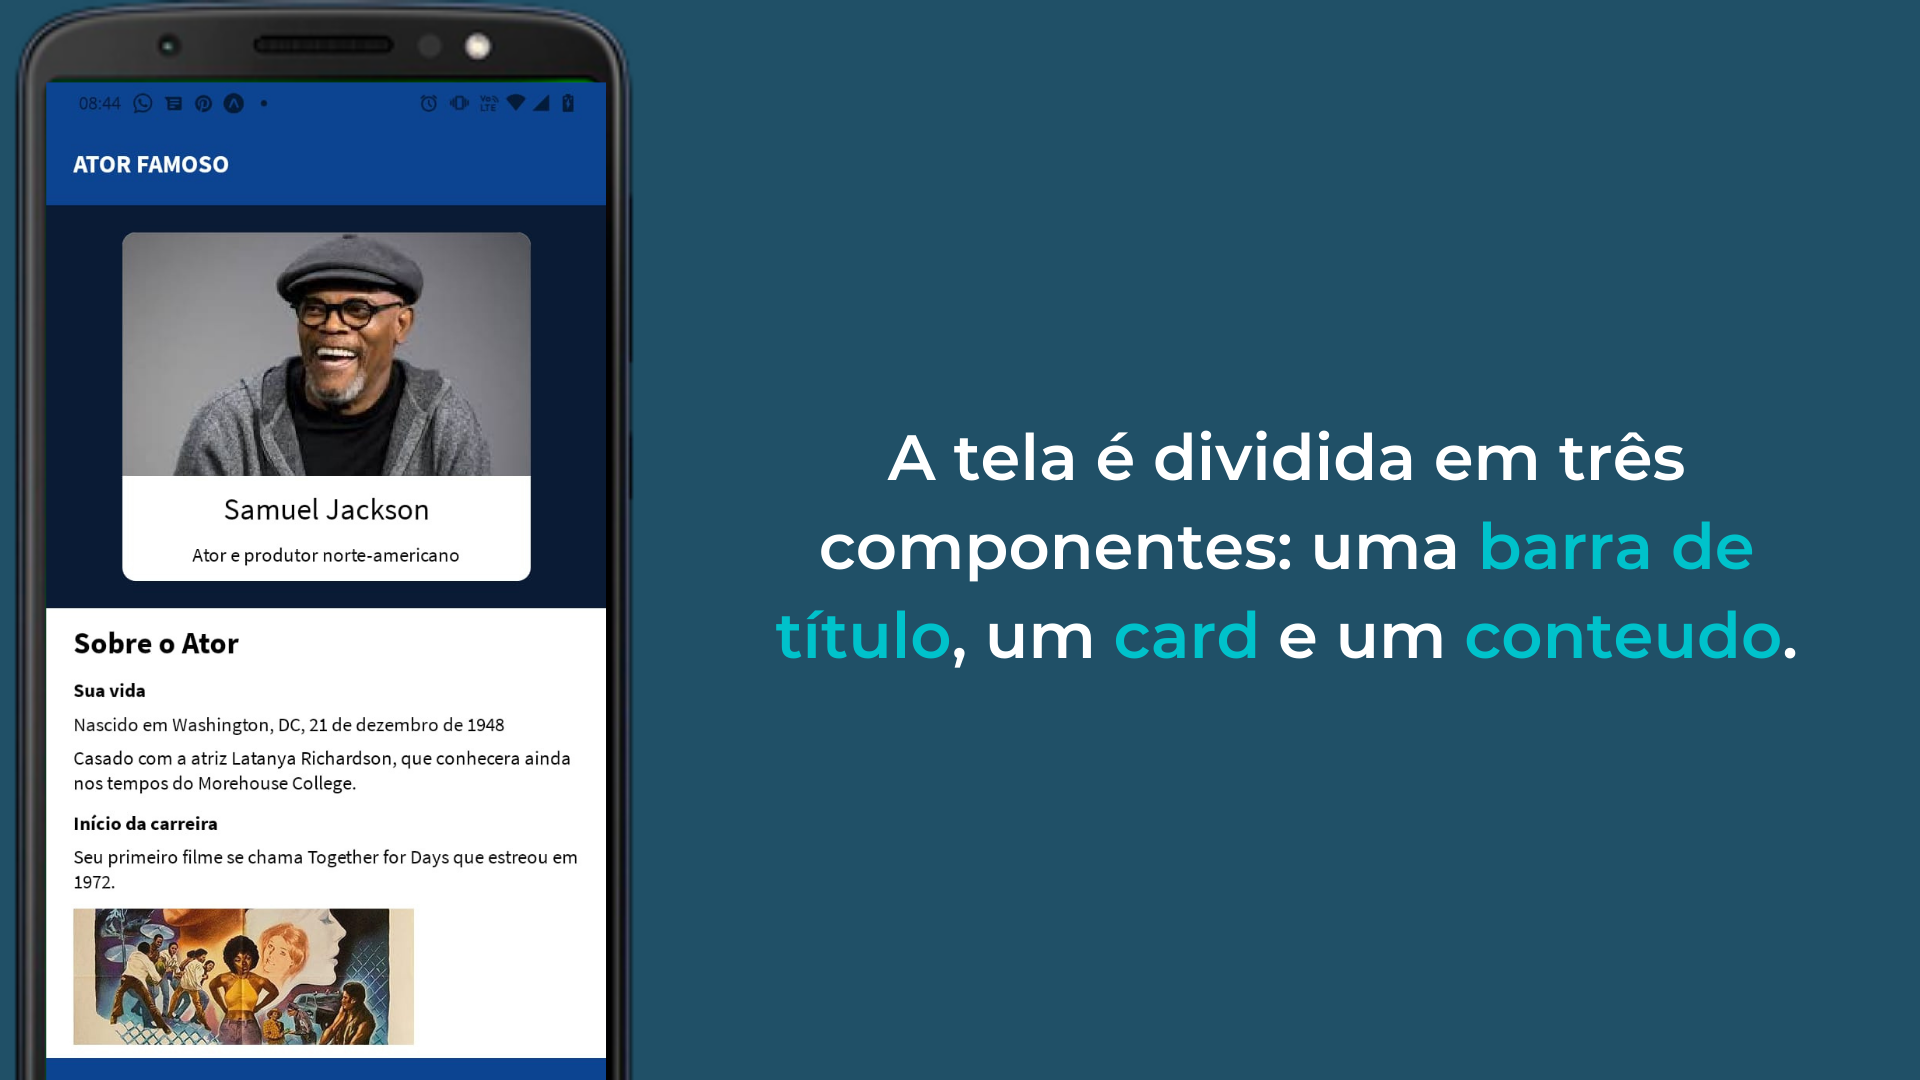 08:44
VoD LTE
ATOR FAMOSO
Samuel Jackson
Ator e produtor norte-americano
Sobre o Ator
Sua vida
Nascido em Washington, DC, 21 de dezembro de 1948
Casado com a atriz Latanya Richardson, que conhecera ainda
nos tempos do Morehouse College.
Início da carreira
Seu primeiro filme se chama Together for Days que estreou em
1972.
A tela é dividida em três
componentes: uma barra de
título, um card e um conteudo.